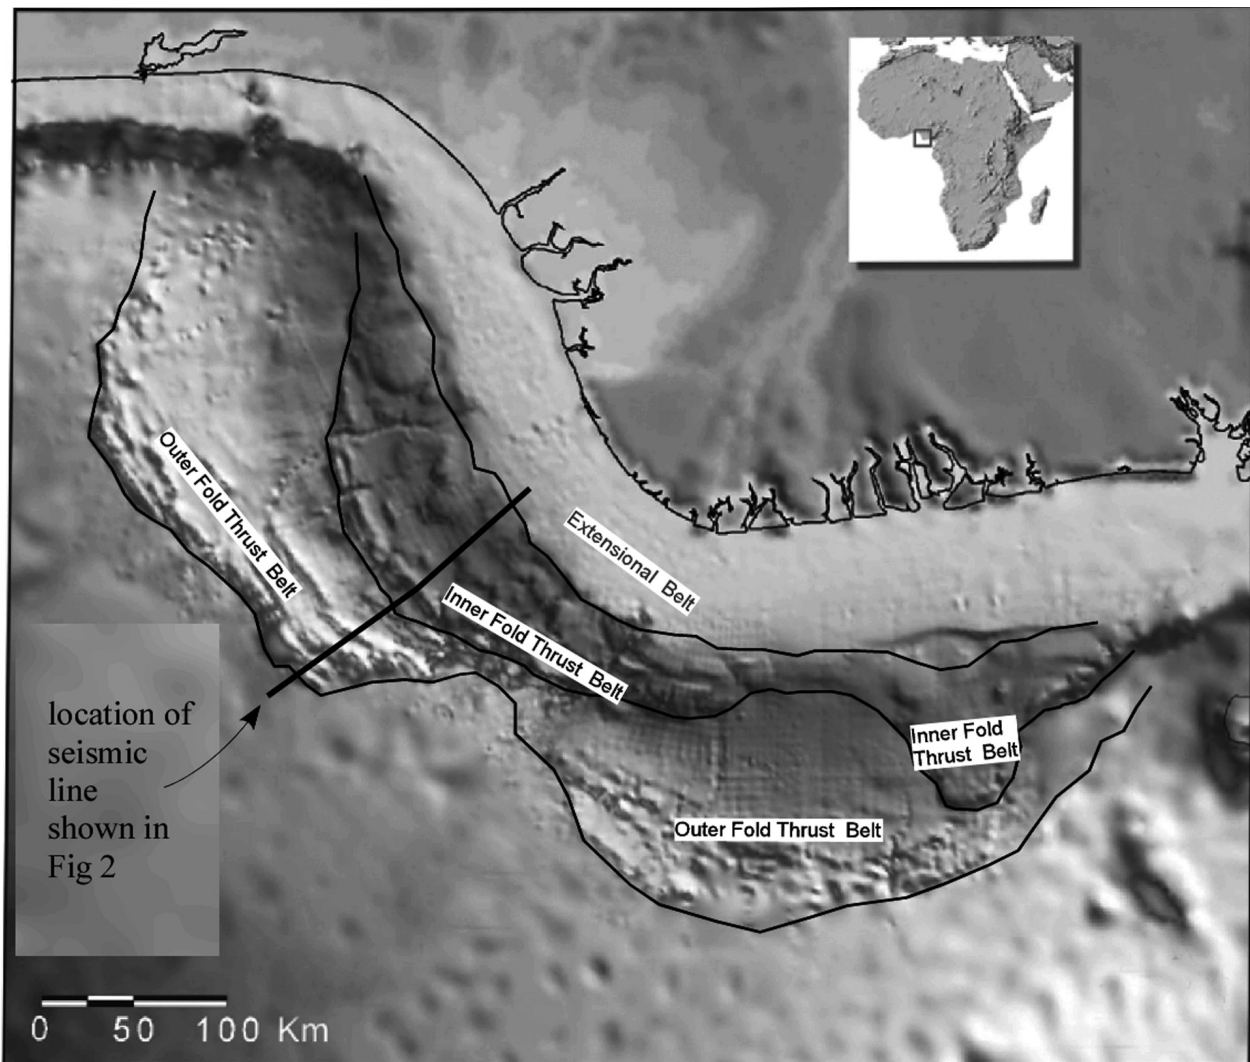 Outer Fold Thrust Belt
Extensional Belt
Inner Fold Thrust Belt
location of
seismic
line
shown in
Fig 2
Inner Fold
Thrust Belt
Outer Fold Thrust Belt
0 50 100 Km